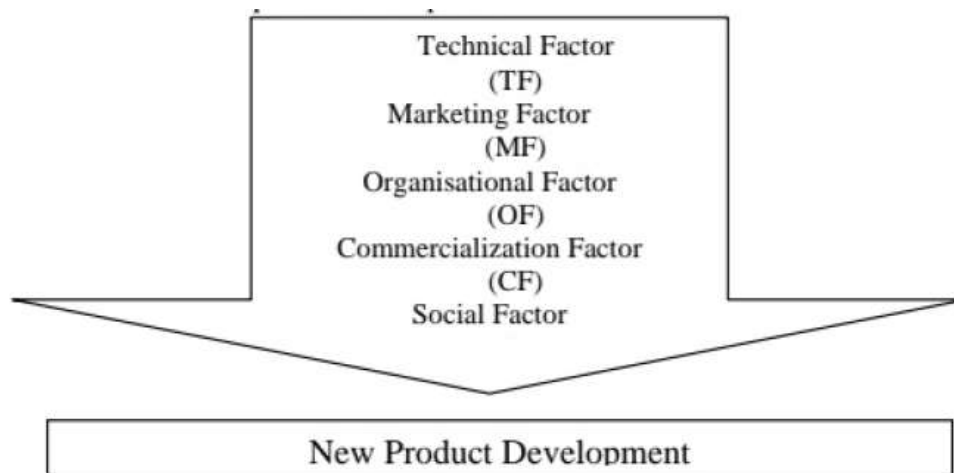 Technical Factor
(TF)
Marketing Factor
(MF)
Organisational Factor
(OF)
Commercialization Factor
(CF)
Social Factor
New Product Development